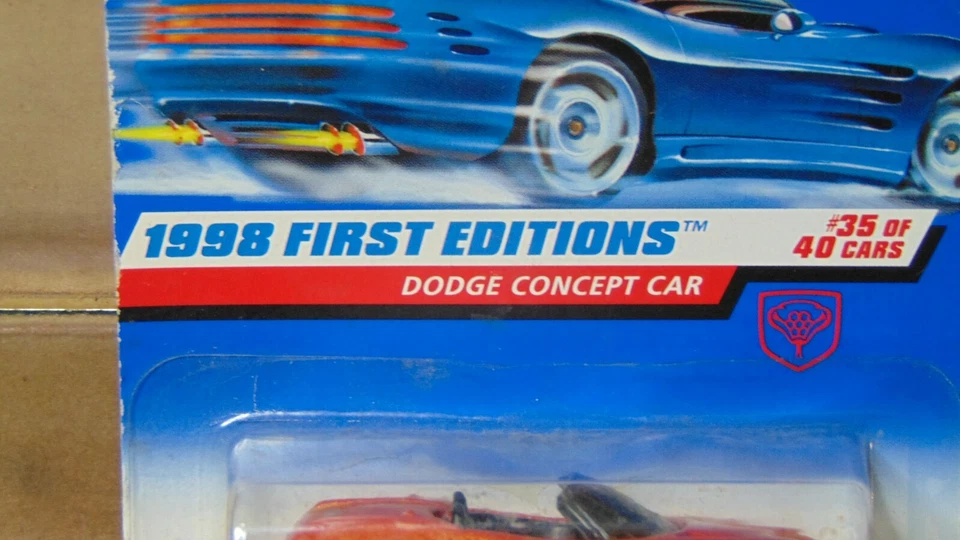 1998 FIRST EDITIONS™
#35 OF
40 CARS
DODGE CONCEPT CAR